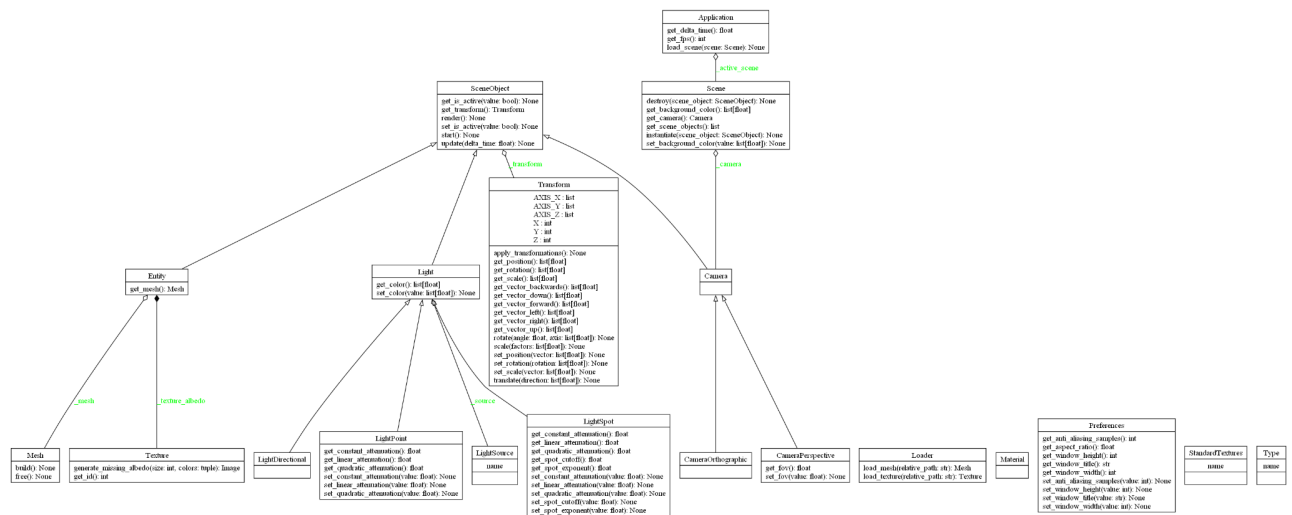 Application
get_delta_time(): float
get_fps(): int
load_scene(scene: Scene): None
_active_scene
SceneObject
get_is_active(value: bool): None
get_transform(): Transform
render(): None
set_is_active(value: bool): None
start(): None
update(delta_time: float): None
Scene
destroy(scene_object: SceneObject): None
get_background_color(): list[float]
get_camera(): Camera
get_scene_objects(): list
instantiate(scene_object: SceneObject): None
set_background_color(value: list[float]): None
_transform
_camera
Transform
AXIS_X : list
AXIS_Y : list
AXIS_Z : list
X : int
Y : int
Z : int
apply_transformations(): None
get_position(): list[float]
get_rotation(): list[float]
get_scale(): list[float]
get_vector_backwards(): list[float]
get_vector_down(): list[float]
get_vector_forward(): list[float]
get_vector_left(): list[float]
get_vector_right(): list[float]
get_vector_up(): list[float]
rotate(angle: float, axis: list[float]): None
scale(factors: list[float]): None
set_position(vector: list[float]): None
set_rotation(rotation: list[float]): None
set_scale(vector: list[float]): None
translate(direction: list[float]): None
Entity
get_mesh(): Mesh
Light
get_color(): list[float]
set_color(value: list[float]): None
Camera
_mesh
_texture_albedo
_source
Mesh
build(): None
free(): None
Texture
generate_missing_albedo(size: int, colors: tuple): Image
get_id(): int
LightDirectional
LightPoint
get_constant_attenuation(): float
get_linear_attenuation(): float
get_quadratic_attenuation(): float
set_constant_attenuation(value: float): None
set_linear_attenuation(value: float): None
set_quadratic_attenuation(value: float): None
LightSource
name
LightSpot
get_constant_attenuation(): float
get_linear_attenuation(): float
get_quadratic_attenuation(): float
get_spot_cutoff(): float
get_spot_exponent(): float
set_constant_attenuation(value: float): None
set_linear_attenuation(value: float): None
set_quadratic_attenuation(value: float): None
set_spot_cutoff(value: float): None
set_spot_exponent(value: float): None
CameraOrthographic
CameraPerspective
get_fov(): float
set_fov(value: float): None
Loader
load_mesh(relative_path: str): Mesh
load_texture(relative_path: str): Texture
Material
Preferences
get_anti_aliasing_samples(): int
get_aspect_ratio(): float
get_window_height(): int
get_window_title(): str
get_window_width(): int
set_anti_aliasing_samples(value: int): None
set_window_height(value: int): None
set_window_title(value: str): None
set_window_width(value: int): None
StandardTextures
name
Type
name